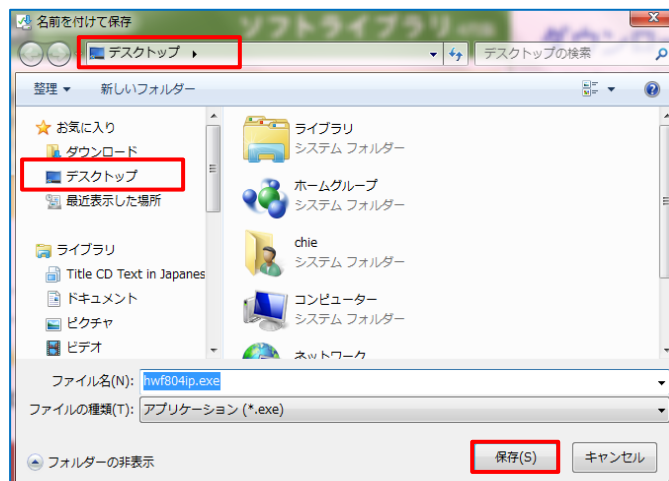 名前を付けて保存
ソフトライブラリ
ダウンロー
デスクトップ
デスクトップの検索
整理 新しいフォルダー
お気に入り
ダウンロード
デスクトップ
最近表示した場所
ライブラリ
Title CD Text in Japanes
ドキュメント
ピクチャ
ビデオ
ライブラリ
システム フォルダー
ホームグループ
システム フォルダー
chie
システム フォルダー
コンピューター
システム フォルダー
ネットワーク
ファイル名(N): hwf804ip.exe
ファイルの種類(T): アプリケーション (*.exe)
フォルダーの非表示
保存(S) キャンセル